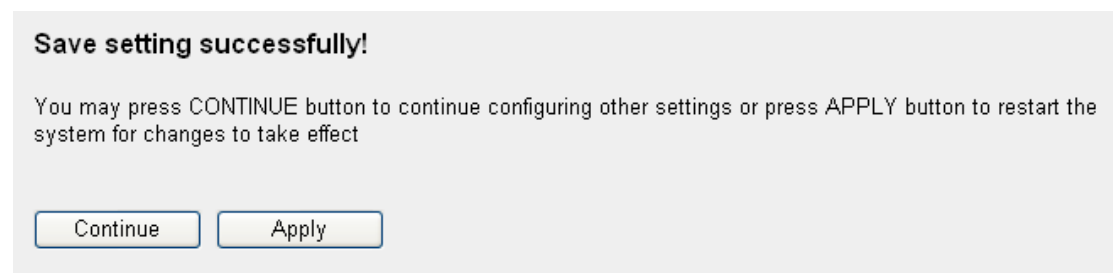 Save setting successfully!
You may press CONTINUE button to continue configuring other settings or press APPLY button to restart the
system for changes to take effect
Continue
Apply